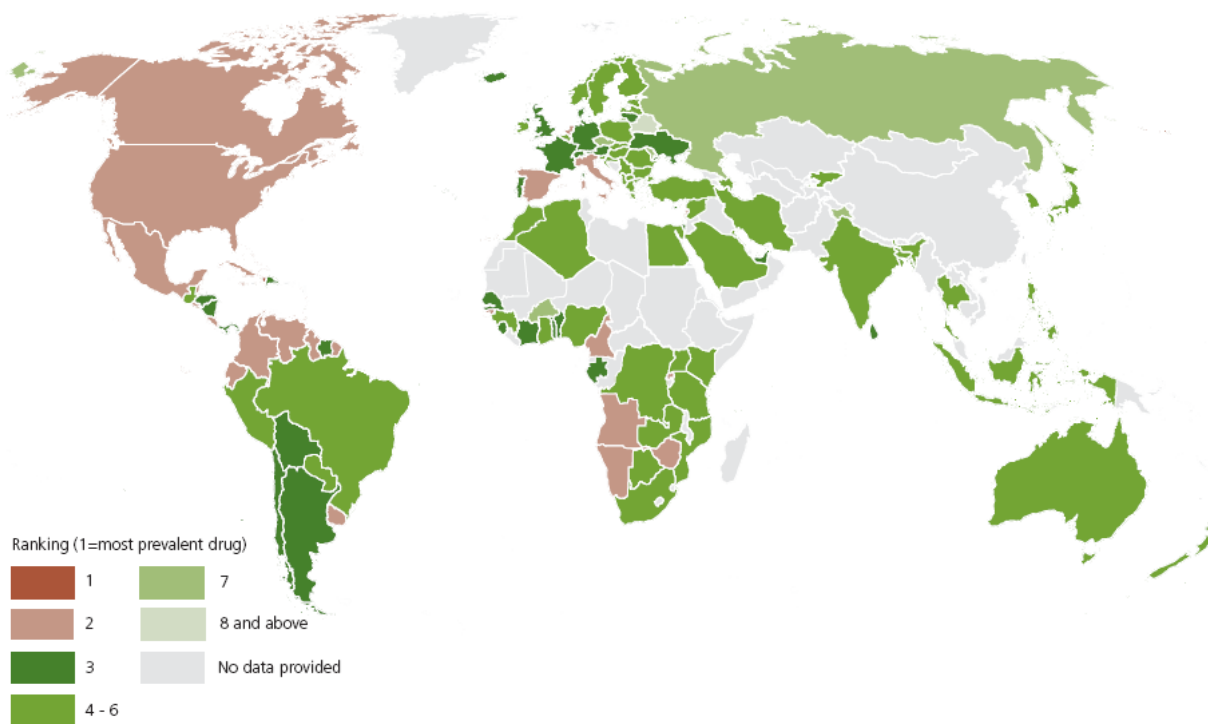 Ranking (1=most prevalent drug)
1
7
2
8 and above
3
No data provided
4 - 6